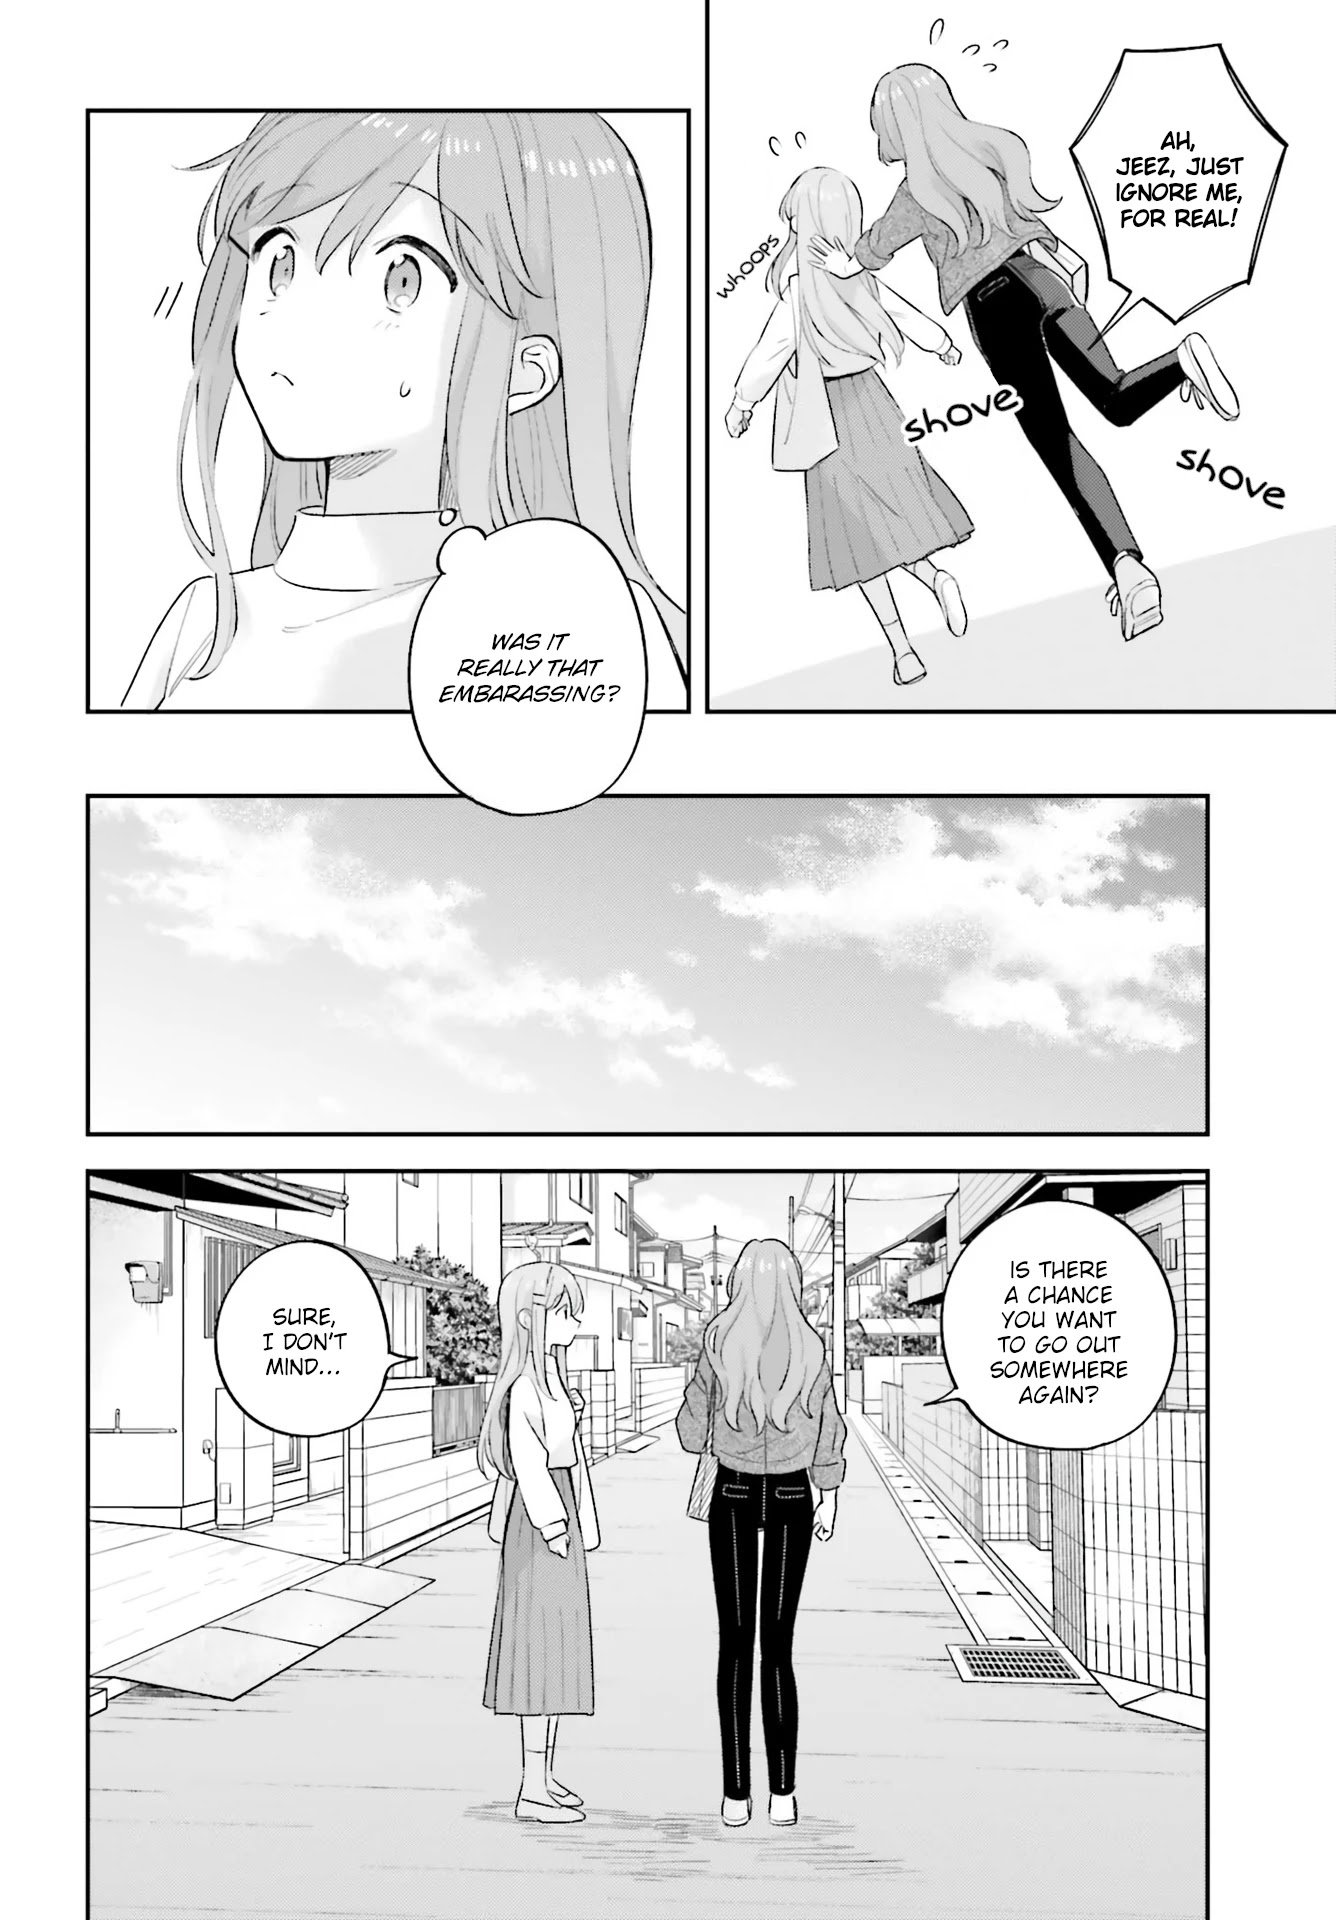 AH,
JEEZ, JUST
IGNORE ME,
FOR REAL!
WHOOPS
shove
shove
WAS IT
REALLY THAT
EMBARASSING?
IS THERE
A CHANCE
YOU WANT
TO GO OUT
SOMEWHERE
AGAIN?
SURE,
I DON'T
MIND...